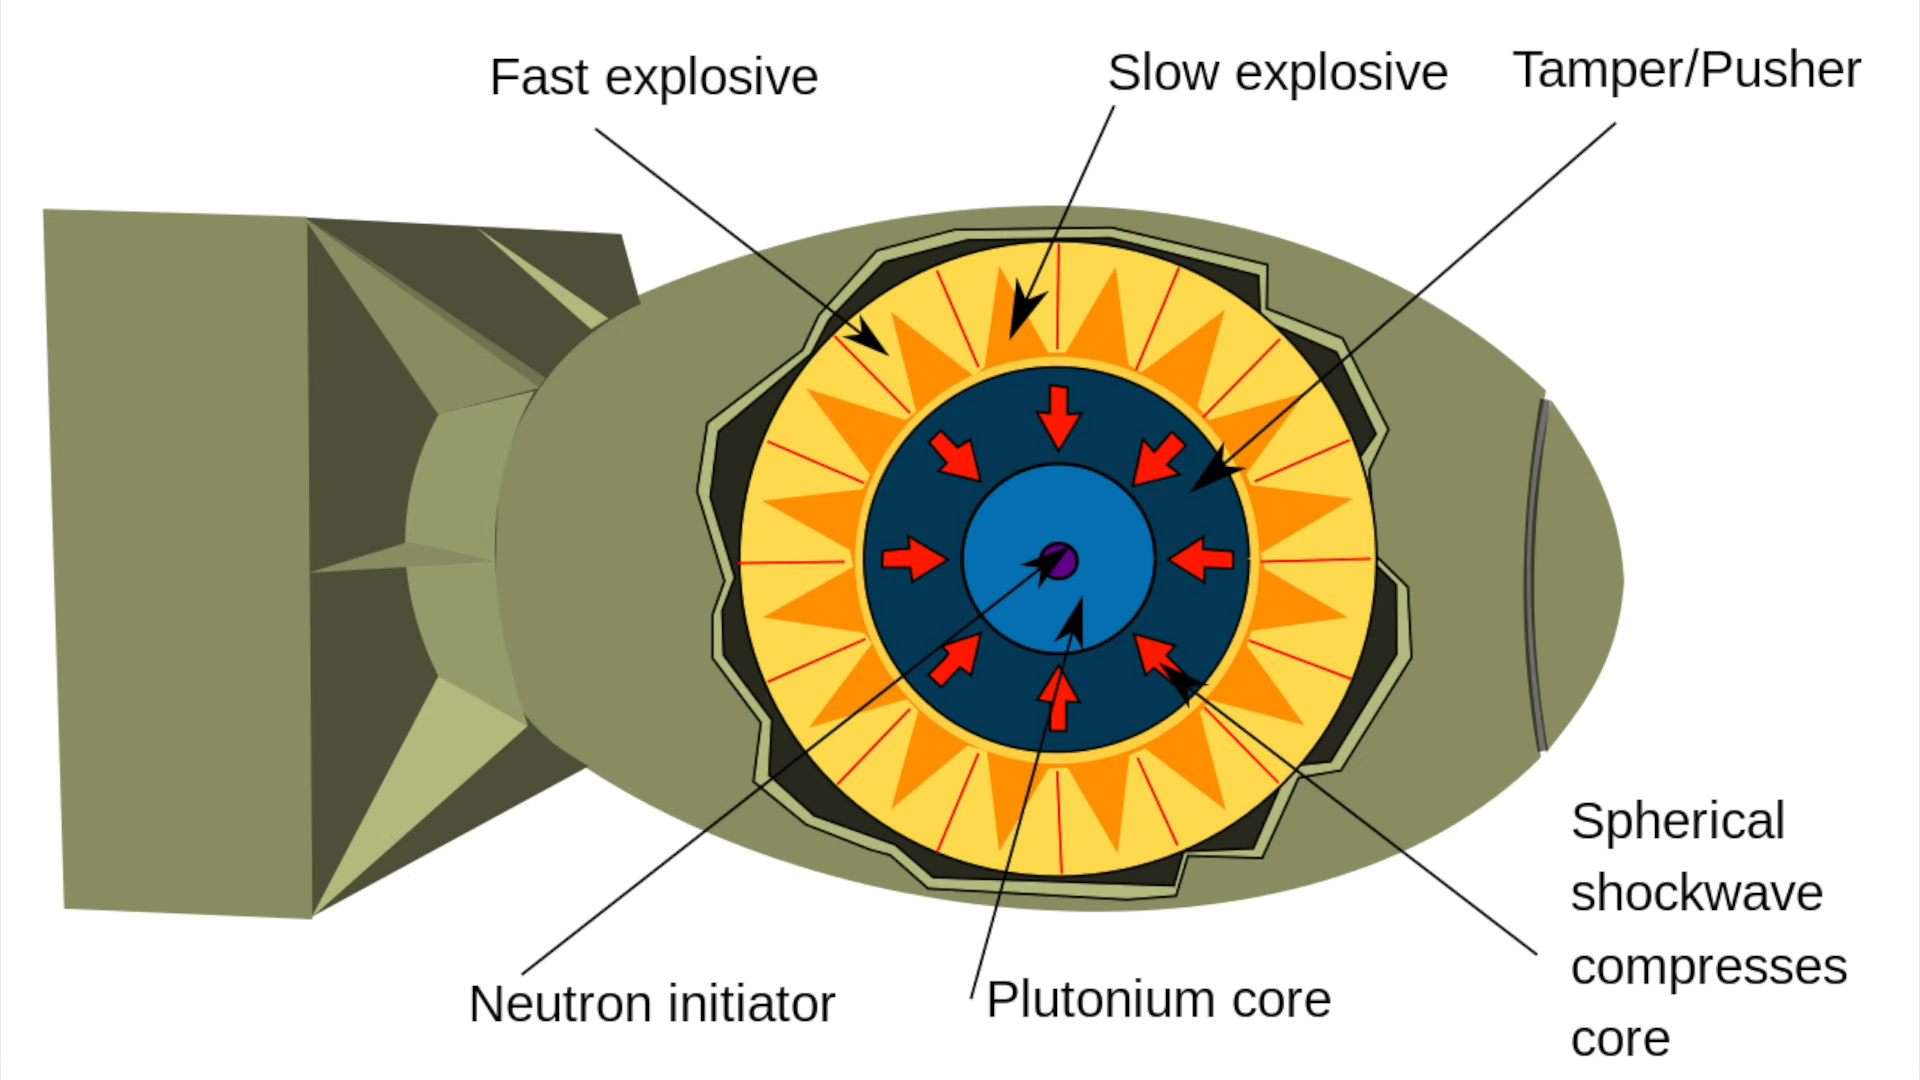 Fast explosive
Slow explosive
Tamper/Pusher
Neutron initiator
Plutonium core
Spherical
shockwave
compresses
core